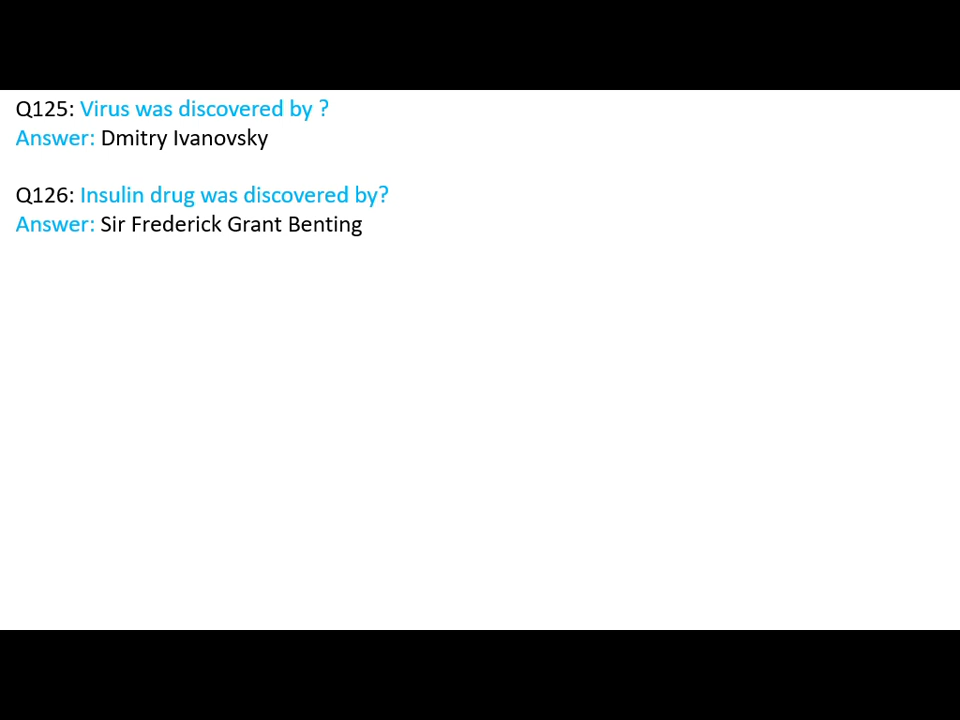 Q125: Virus was discovered by ?
Answer: Dmitry Ivanovsky
Q126: Insulin drug was discovered by?
Answer: Sir Frederick Grant Benting